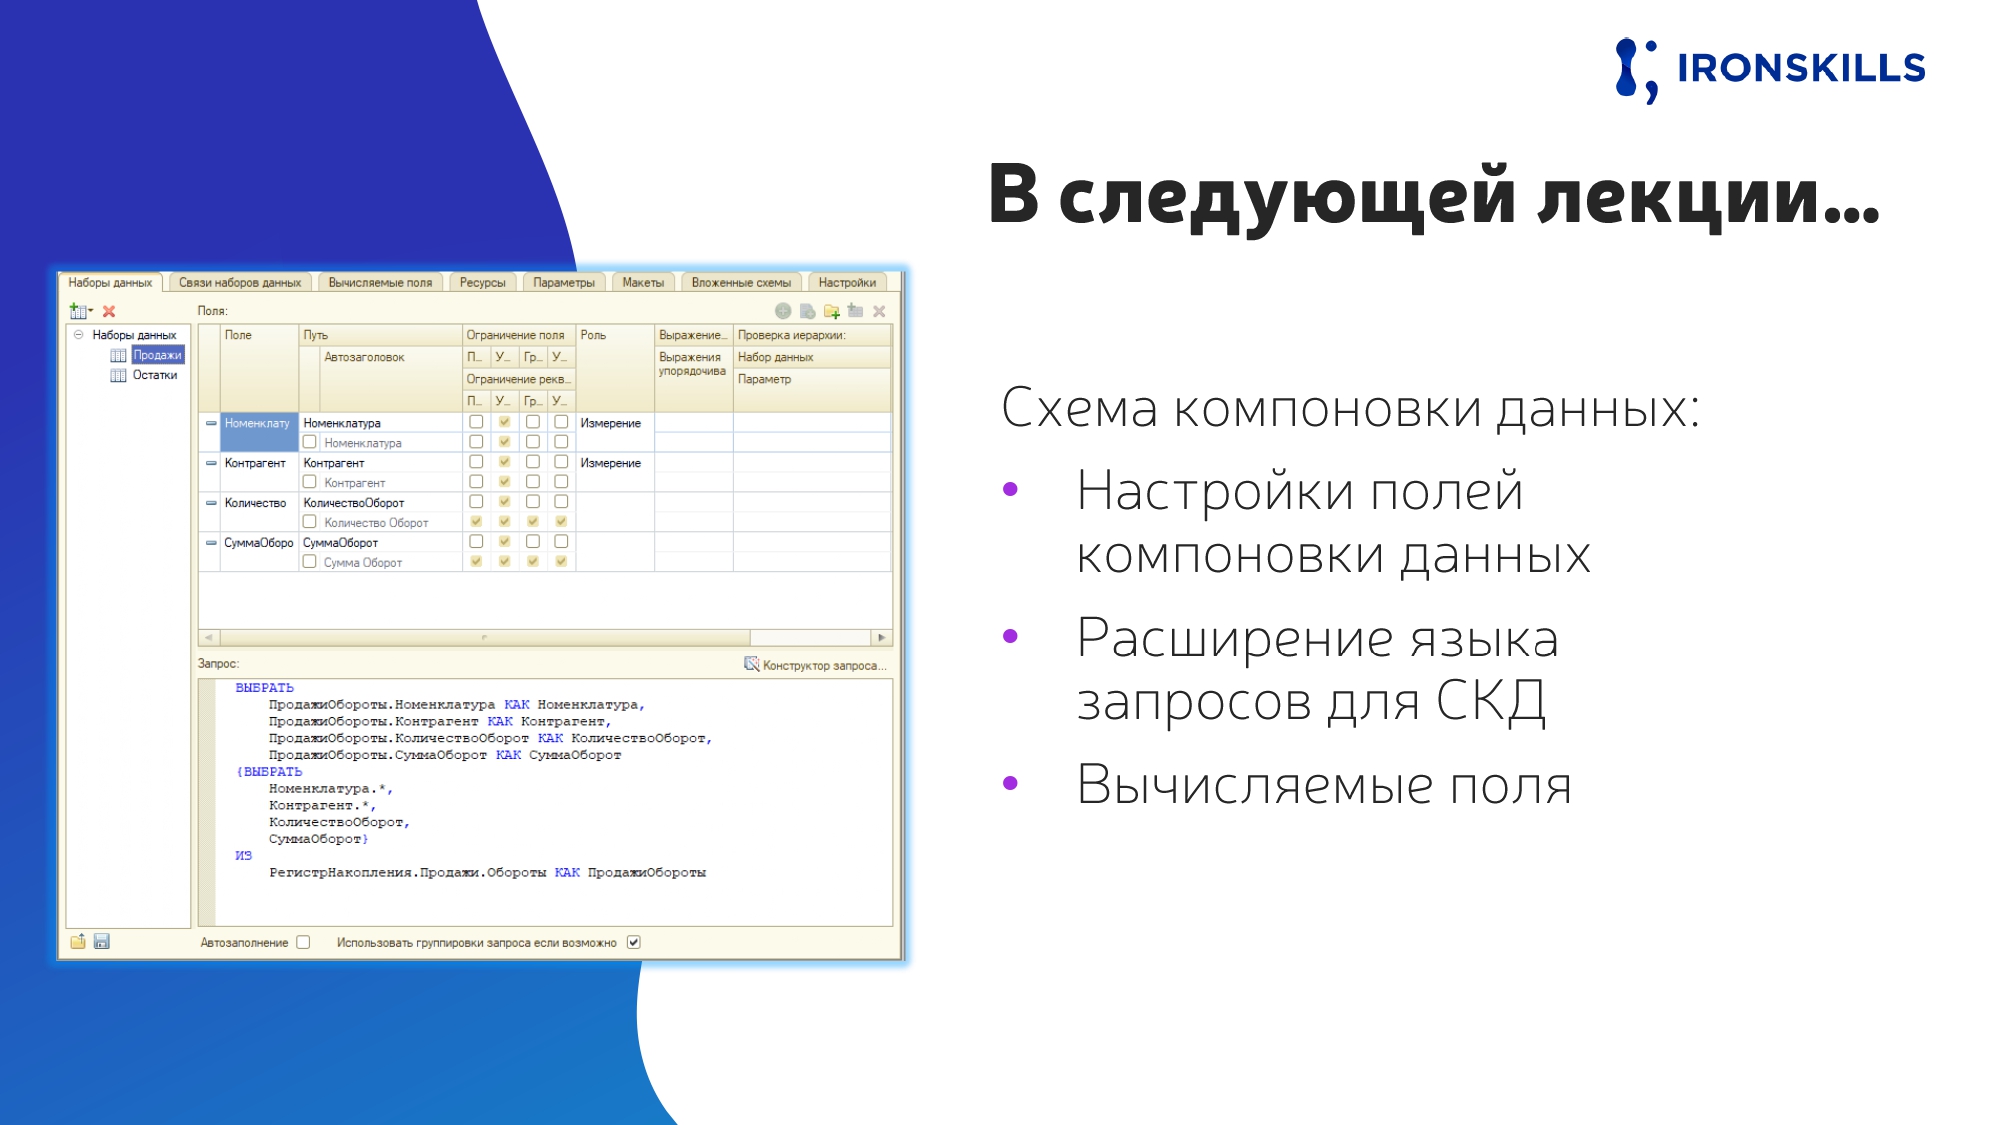 IRONSKILLS
В следующей лекции...
Наборы данных Связи наборов данных Вычисляемые поля Ресурсы Параметры Макеты Вложенные схемы Настройки
Поля:
Наборы данных
Продажи
Остатки
Поле Путь Ограничение поля Роль Выражение... Проверка иерархии:
Автозаголовок П... У... Гр... У... Выражения упорядочива Набор данных
Ограничение рекв... Параметр
П... У... Гр... У...
Номенклату Номенклатура Измерение
Номенклатура
Контрагент Контрагент Измерение
Контрагент
Количество КоличествоОборот
Количество Оборот
СуммаОборо СуммаОборот
Сумма Оборот
Запрос: Конструктор запроса...
ВЫБРАТЬ
ПродажиОбороты.Номенклатура КАК Номенклатура,
ПродажиОбороты.Контрагент КАК Контрагент,
ПродажиОбороты.КоличествоОборот КАК КоличествоОборот,
ПродажиОбороты.СуммаОборот КАК СуммаОборот
{ВЫБРАТЬ
Номенклатура.*,
Контрагент.*,
КоличествоОборот,
СуммаОборот}
ИЗ
РегистрНакопления.Продажи.Обороты КАК ПродажиОбороты
Автозаполнение Использовать группировки запроса если возможно
Схема компоновки данных:
• Настройки полей
компоновки данных
• Расширение языка
запросов для СКД
• Вычисляемые поля